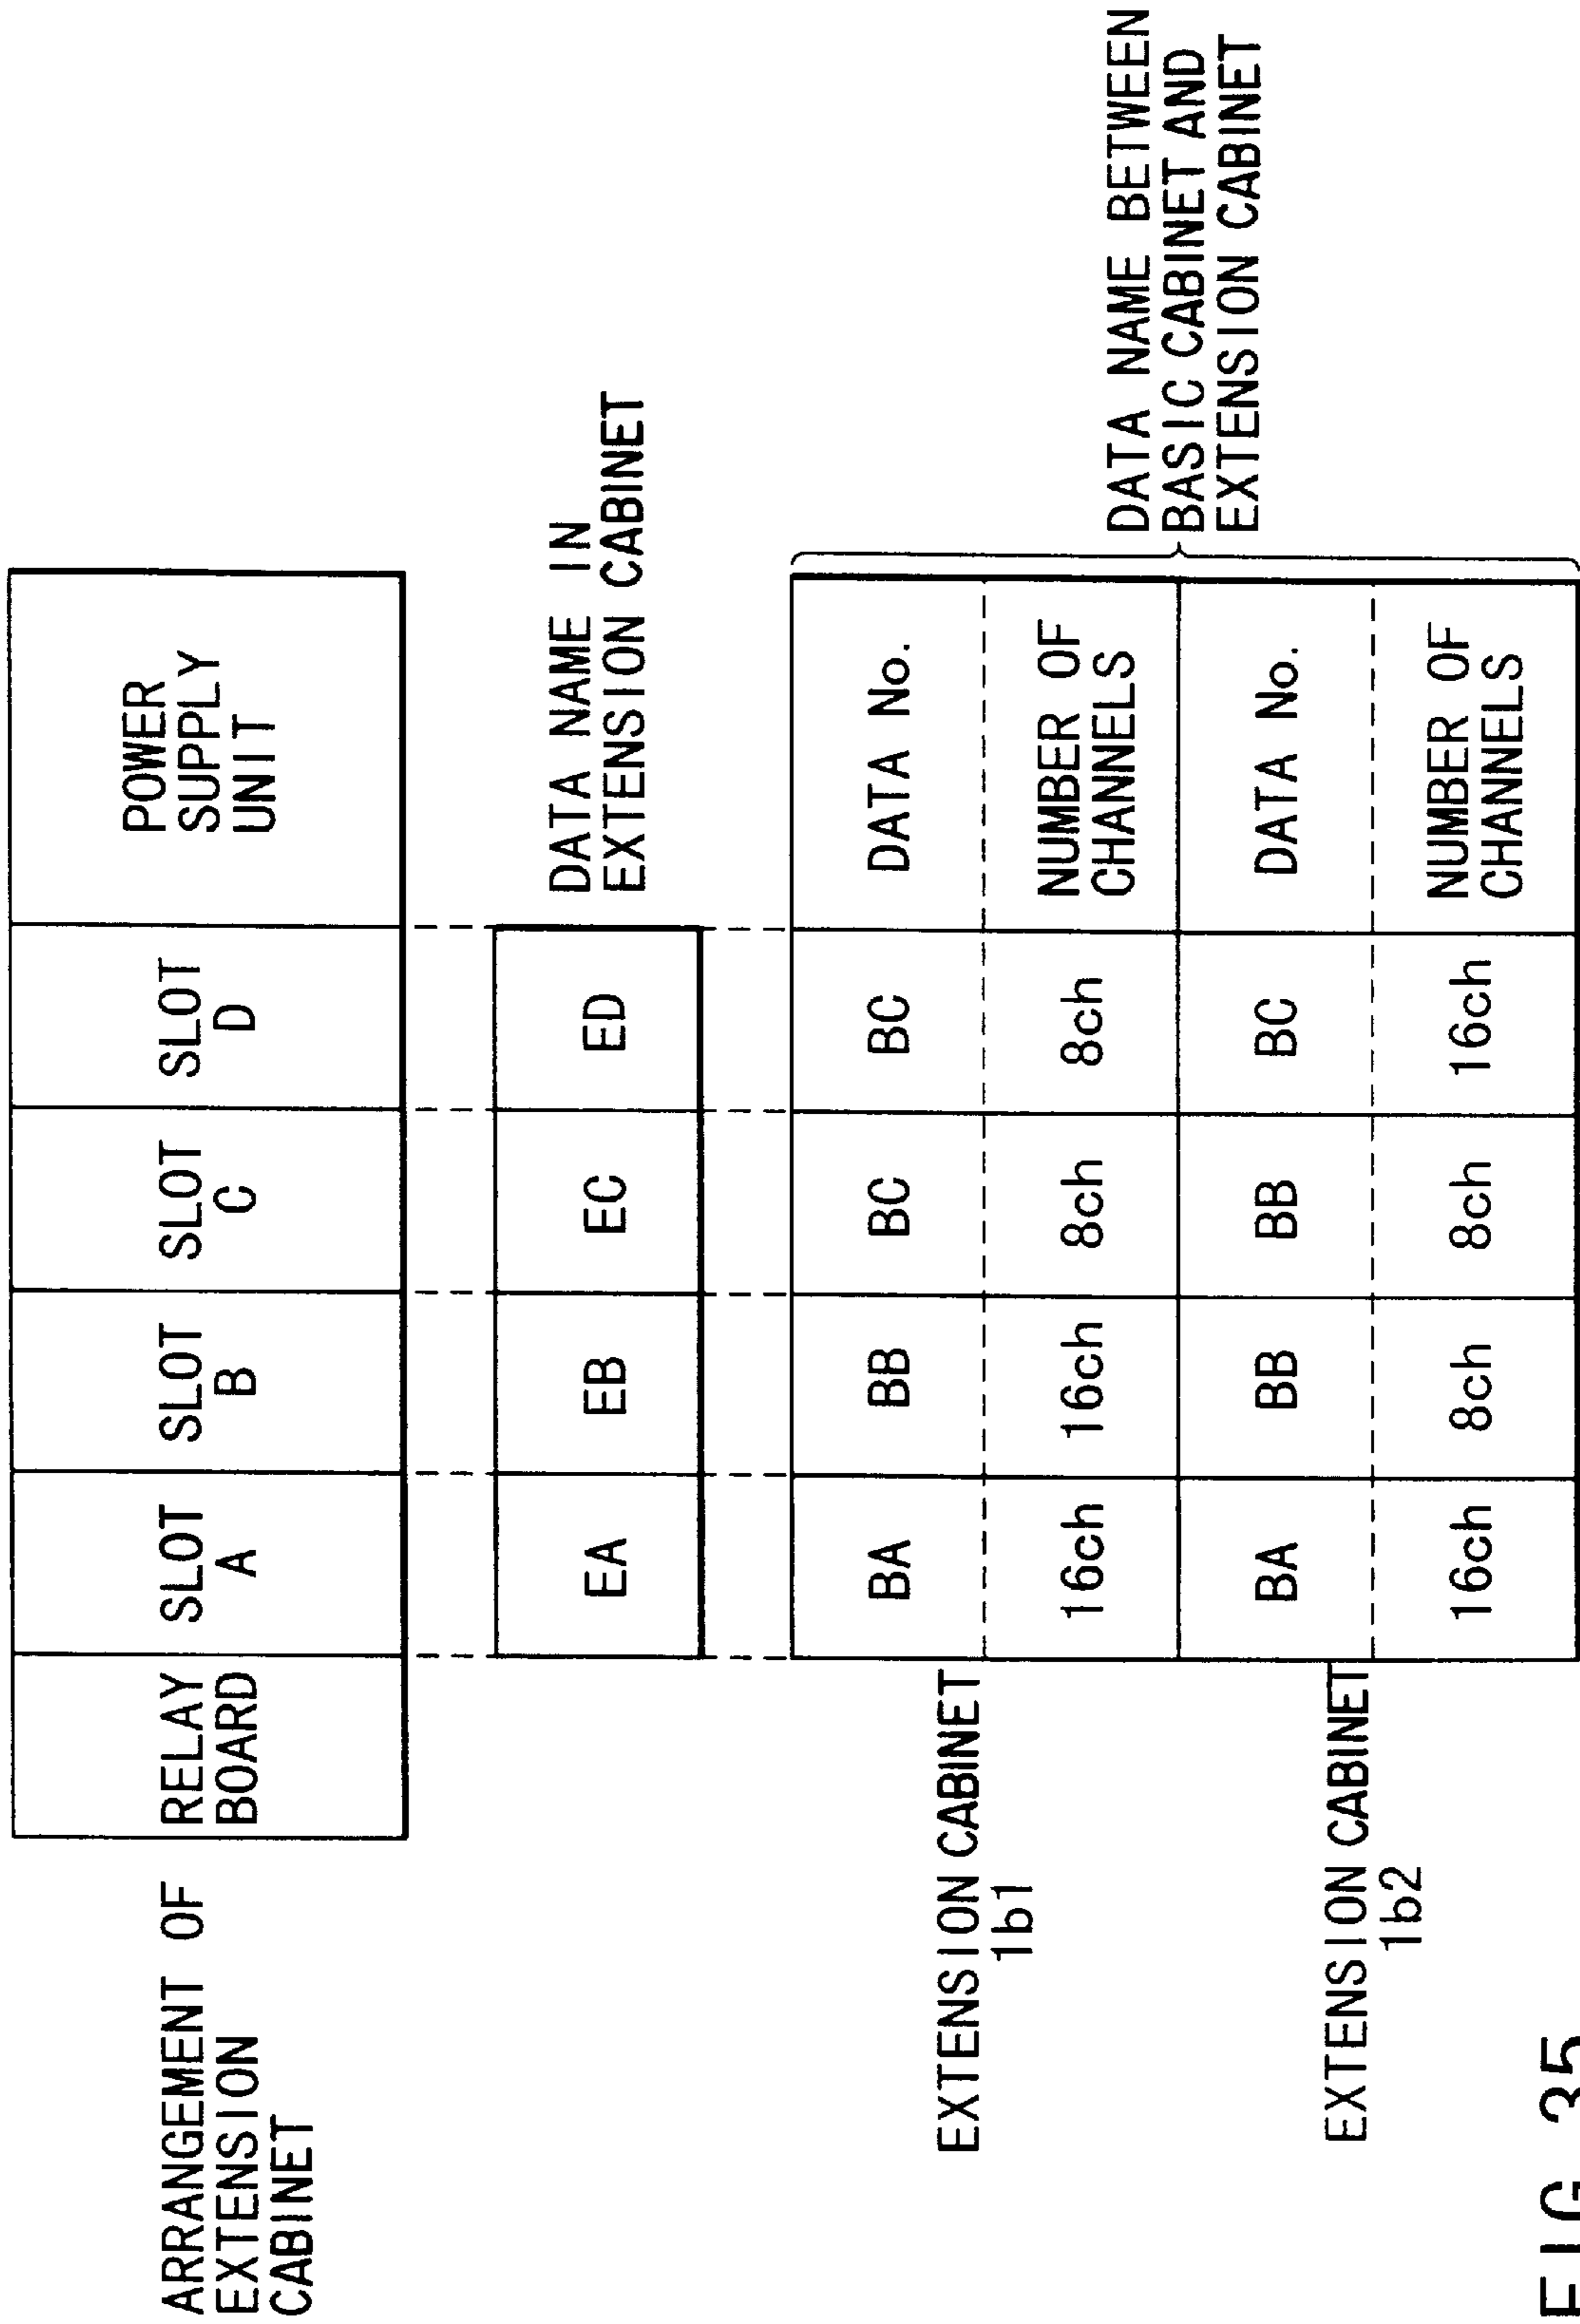 ARRANGEMENT OF
EXTENSION
CABINET
RELAY
BOARD
SLOT
A
SLOT
B
SLOT
C
SLOT
D
POWER
SUPPLY
UNIT
EA
EB
EC
ED
DATA NAME IN
EXTENSION CABINET
EXTENSION CABINET
1b1
BA
BB
BC
BC
DATA No.
16ch
16ch
8ch
8ch
NUMBER OF
CHANNELS
EXTENSION CABINET
1b2
BA
BB
BB
BC
DATA No.
16ch
8ch
8ch
16ch
NUMBER OF
CHANNELS
DATA NAME BETWEEN
BASIC CABINET AND
EXTENSION CABINET
FIG. 35